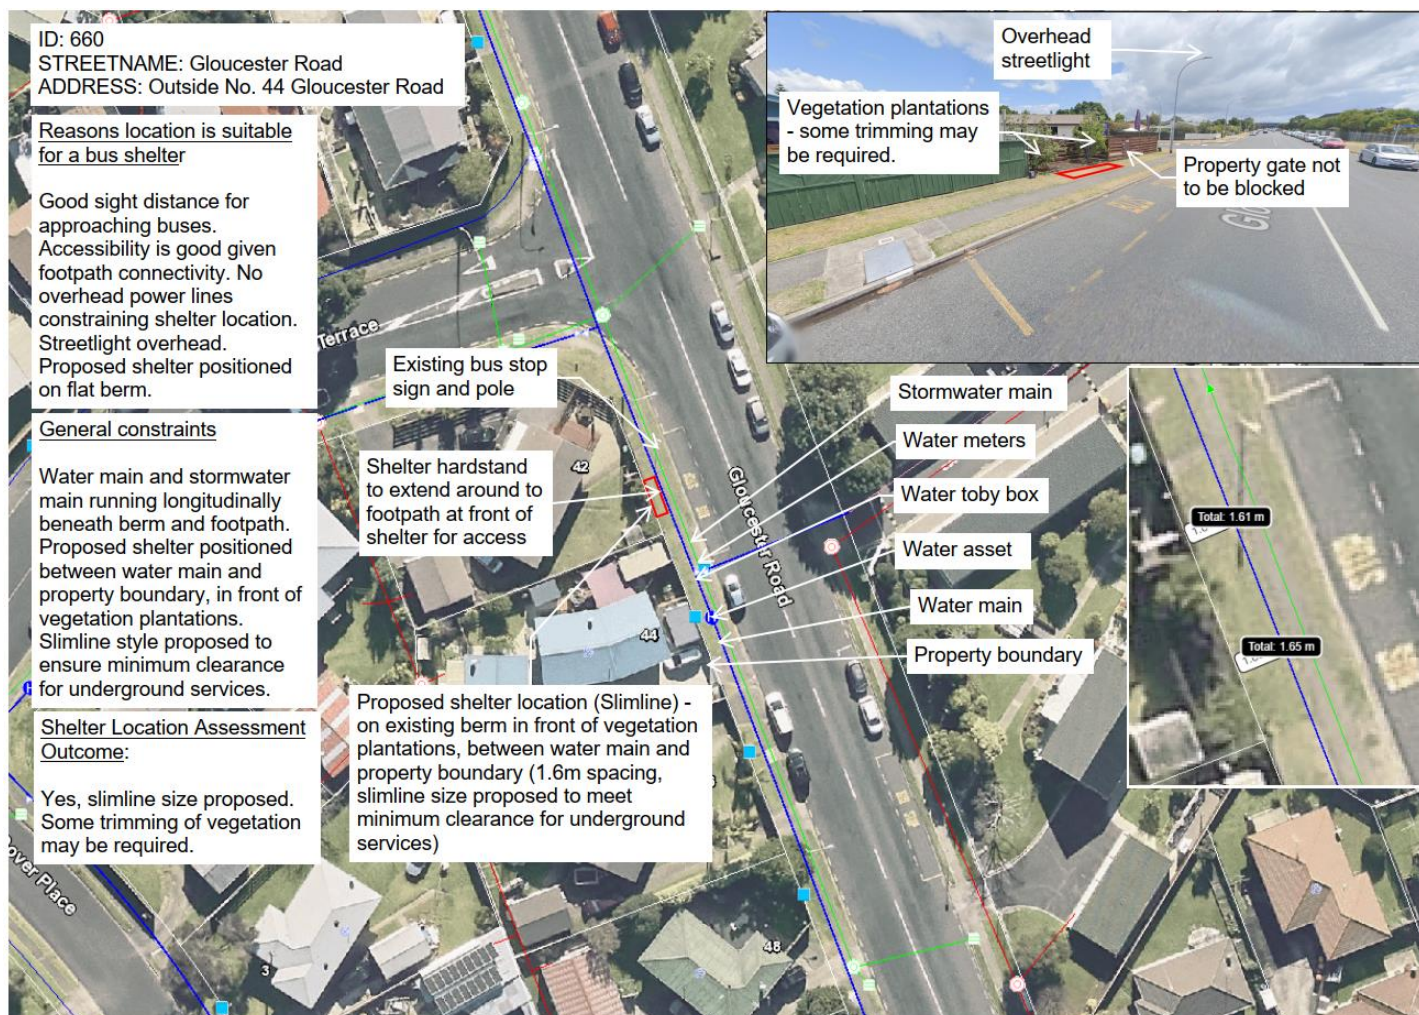 ID: 660
STREETNAME: Gloucester Road
ADDRESS: Outside No. 44 Gloucester Road
Reasons location is suitable
for a bus shelter
Good sight distance for
approaching buses.
Accessibility is good given
footpath connectivity. No
overhead power lines
constraining shelter location.
Streetlight overhead.
Proposed shelter positioned
on flat berm.
General constraints
Water main and stormwater
main running longitudinally
beneath berm and footpath.
Proposed shelter positioned
between water main and
property boundary, in front of
vegetation plantations.
Slimline style proposed to
ensure minimum clearance
for underground services.
Shelter Location Assessment
Outcome:
Yes, slimline size proposed.
Some trimming of vegetation
may be required.
Overhead
streetlight
Vegetation plantations
- some trimming may
be required.
Property gate not
to be blocked
Glo
Terrace
Existing bus stop
sign and pole
Shelter hardstand
to extend around to
footpath at front of
shelter for access
42
Gloucester Road
Stormwater main
Water meters
Water toby box
Water asset
Water main
Property boundary
H
44
Proposed shelter location (Slimline) -
on existing berm in front of vegetation
plantations, between water main and
property boundary (1.6m spacing,
slimline size proposed to meet
minimum clearance for underground
services)
Total: 1.61 m
Total: 1.65 m
H
over Place
3
48